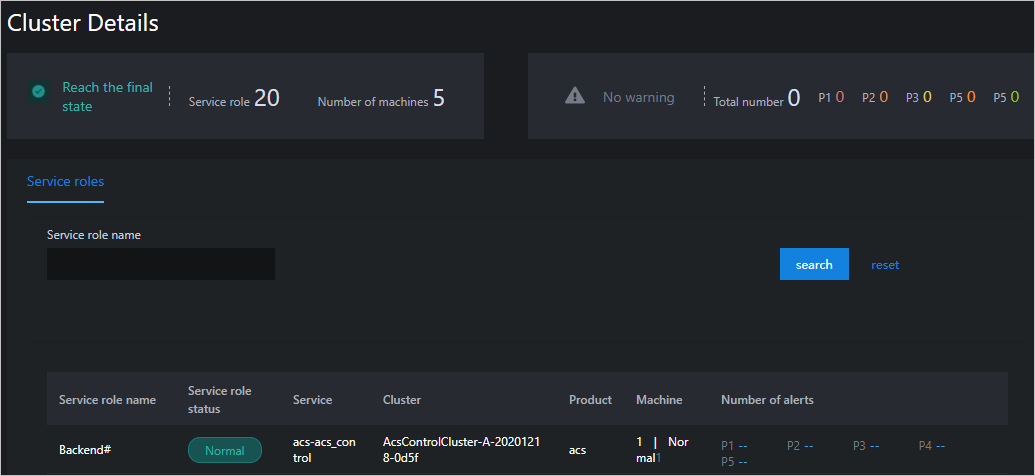 Cluster Details
Reach the final
state
Service role 20
Number of machines 5
No warning
Total number 0
P1 0
P2 0
P3 0
P5 0
P5 0
Service roles
Service role name
search
reset
Service role name
Service role
status
Service
Cluster
Product
Machine
Number of alerts
Backend#
Normal
acs-acs_con
trol
AcsControlCluster-A-2020121
8-0d5f
acs
1 | Nor
mal1
P1 -- P2 -- P3 -- P4 --
P5 --